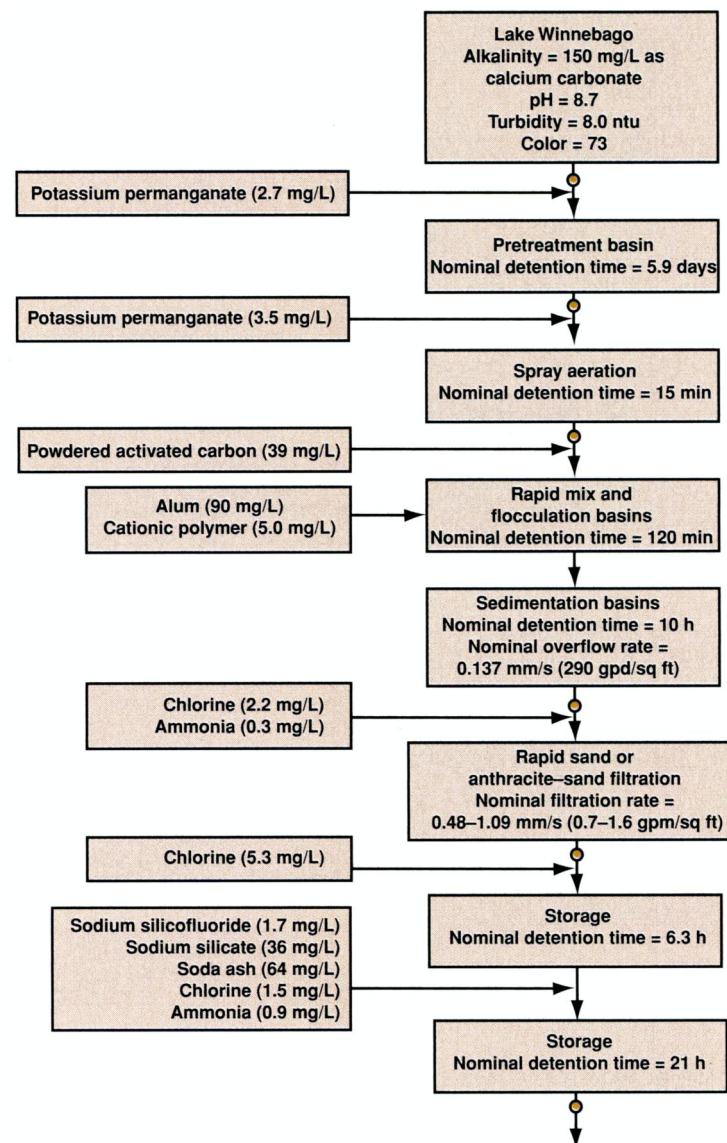 Lake Winnebago
Alkalinity = 150 mg/L as
calcium carbonate
pH = 8.7
Turbidity = 8.0 ntu
Color = 73
Potassium permanganate (2.7 mg/L)
Pretreatment basin
Nominal detention time = 5.9 days
Potassium permanganate (3.5 mg/L)
Spray aeration
Nominal detention time = 15 min
Powdered activated carbon (39 mg/L)
Alum (90 mg/L)
Cationic polymer (5.0 mg/L)
Rapid mix and
flocculation basins
Nominal detention time = 120 min
Sedimentation basins
Nominal detention time = 10 h
Nominal overflow rate =
0.137 mm/s (290 gpd/sq ft)
Chlorine (2.2 mg/L)
Ammonia (0.3 mg/L)
Rapid sand or
anthracite–sand filtration
Nominal filtration rate =
0.48–1.09 mm/s (0.7–1.6 gpm/sq ft)
Chlorine (5.3 mg/L)
Storage
Nominal detention time = 6.3 h
Sodium silicofluoride (1.7 mg/L)
Sodium silicate (36 mg/L)
Soda ash (64 mg/L)
Chlorine (1.5 mg/L)
Ammonia (0.9 mg/L)
Storage
Nominal detention time = 21 h